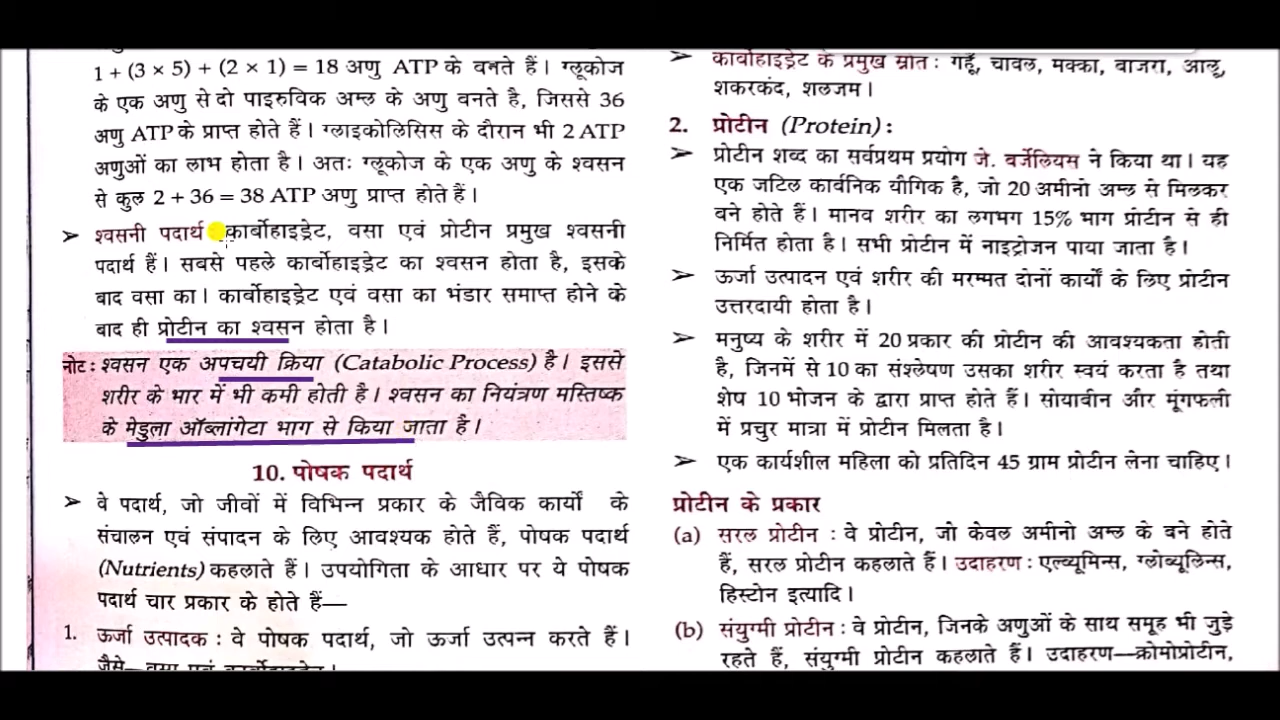 1 + (3 × 5) + (2 × 1) = 18 अणु ATP के बनते हैं। ग्लूकोज
के एक अणु से दो पाइरुविक अम्ल के अणु बनते है, जिससे 36
अणु ATP के प्राप्त होते हैं। ग्लाइकोलिसिस के दौरान भी 2 ATP
अणुओं का लाभ होता है। अतः ग्लूकोज के एक अणु के श्वसन
से कुल 2 + 36 = 38 ATP अणु प्राप्त होते हैं।
➢ श्वसनी पदार्थ कार्बोहाइड्रेट, वसा एवं प्रोटीन प्रमुख श्वसनी
पदार्थ हैं। सबसे पहले कार्बोहाइड्रेट का श्वसन होता है, इसके
बाद वसा का। कार्बोहाइड्रेट एवं वसा का भंडार समाप्त होने के
बाद ही प्रोटीन का श्वसन होता है।
नोट: श्वसन एक अपचयी क्रिया (Catabolic Process) है। इससे
शरीर के भार में भी कमी होती है। श्वसन का नियंत्रण मस्तिष्क
के मेडुला ऑब्लांगेटा भाग से किया जाता है।
10. पोषक पदार्थ
➢ वे पदार्थ, जो जीवों में विभिन्न प्रकार के जैविक कार्यों के
संचालन एवं संपादन के लिए आवश्यक होते हैं, पोषक पदार्थ
(Nutrients) कहलाते हैं। उपयोगिता के आधार पर ये पोषक
पदार्थ चार प्रकार के होते हैं—
1. ऊर्जा उत्पादक : वे पोषक पदार्थ, जो ऊर्जा उत्पन्न करते हैं।
जैसे—वसा एवं कार्बोहाइड्रेट।
➢ कार्बोहाइड्रेट के प्रमुख स्रोत : गेहूँ, चावल, मक्का, बाजरा, आलू,
शकरकंद, शलजम।
2. प्रोटीन (Protein) :
➢ प्रोटीन शब्द का सर्वप्रथम प्रयोग जे. बर्जेलियस ने किया था। यह
एक जटिल कार्बनिक यौगिक है, जो 20 अमीनो अम्ल से मिलकर
बने होते हैं। मानव शरीर का लगभग 15% भाग प्रोटीन से ही
निर्मित होता है। सभी प्रोटीन में नाइट्रोजन पाया जाता है।
➢ ऊर्जा उत्पादन एवं शरीर की मरम्मत दोनों कार्यों के लिए प्रोटीन
उत्तरदायी होता है।
➢ मनुष्य के शरीर में 20 प्रकार की प्रोटीन की आवश्यकता होती
है, जिनमें से 10 का संश्लेषण उसका शरीर स्वयं करता है तथा
शेष 10 भोजन के द्वारा प्राप्त होते हैं। सोयाबीन और मूंगफली
में प्रचुर मात्रा में प्रोटीन मिलता है।
➢ एक कार्यशील महिला को प्रतिदिन 45 ग्राम प्रोटीन लेना चाहिए।
प्रोटीन के प्रकार
(a) सरल प्रोटीन : वे प्रोटीन, जो केवल अमीनो अम्ल के बने होते
हैं, सरल प्रोटीन कहलाते हैं। उदाहरण : एल्ब्यूमिन्स, ग्लोब्यूलिन्स,
हिस्टोन इत्यादि।
(b) संयुग्मी प्रोटीन : वे प्रोटीन, जिनके अणुओं के साथ समूह भी जुड़े
रहते हैं, संयुग्मी प्रोटीन कहलाते हैं। उदाहरण—क्रोमोप्रोटीन,